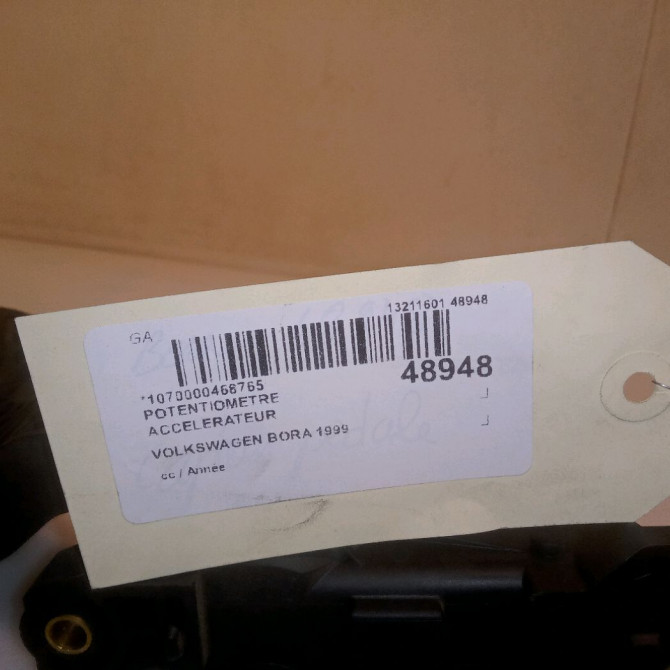 GA
13211601 48948
48948
*1070000468765
POTENTIOMETRE
ACCELERATEUR
VOLKSWAGEN BORA 1999
cc / Année